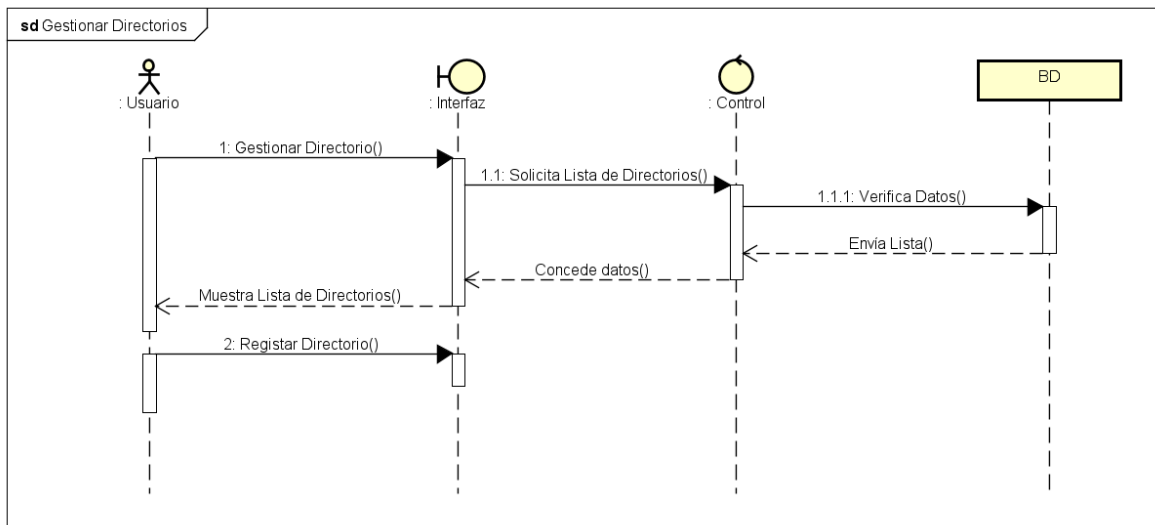 sd Gestionar Directorios
: Usuario
: Interfaz
: Control
BD
1: Gestionar Directorio()
1.1: Solicita Lista de Directorios()
1.1.1: Verifica Datos()
Envía Lista()
Concede datos()
Muestra Lista de Directorios()
2: Registar Directorio()